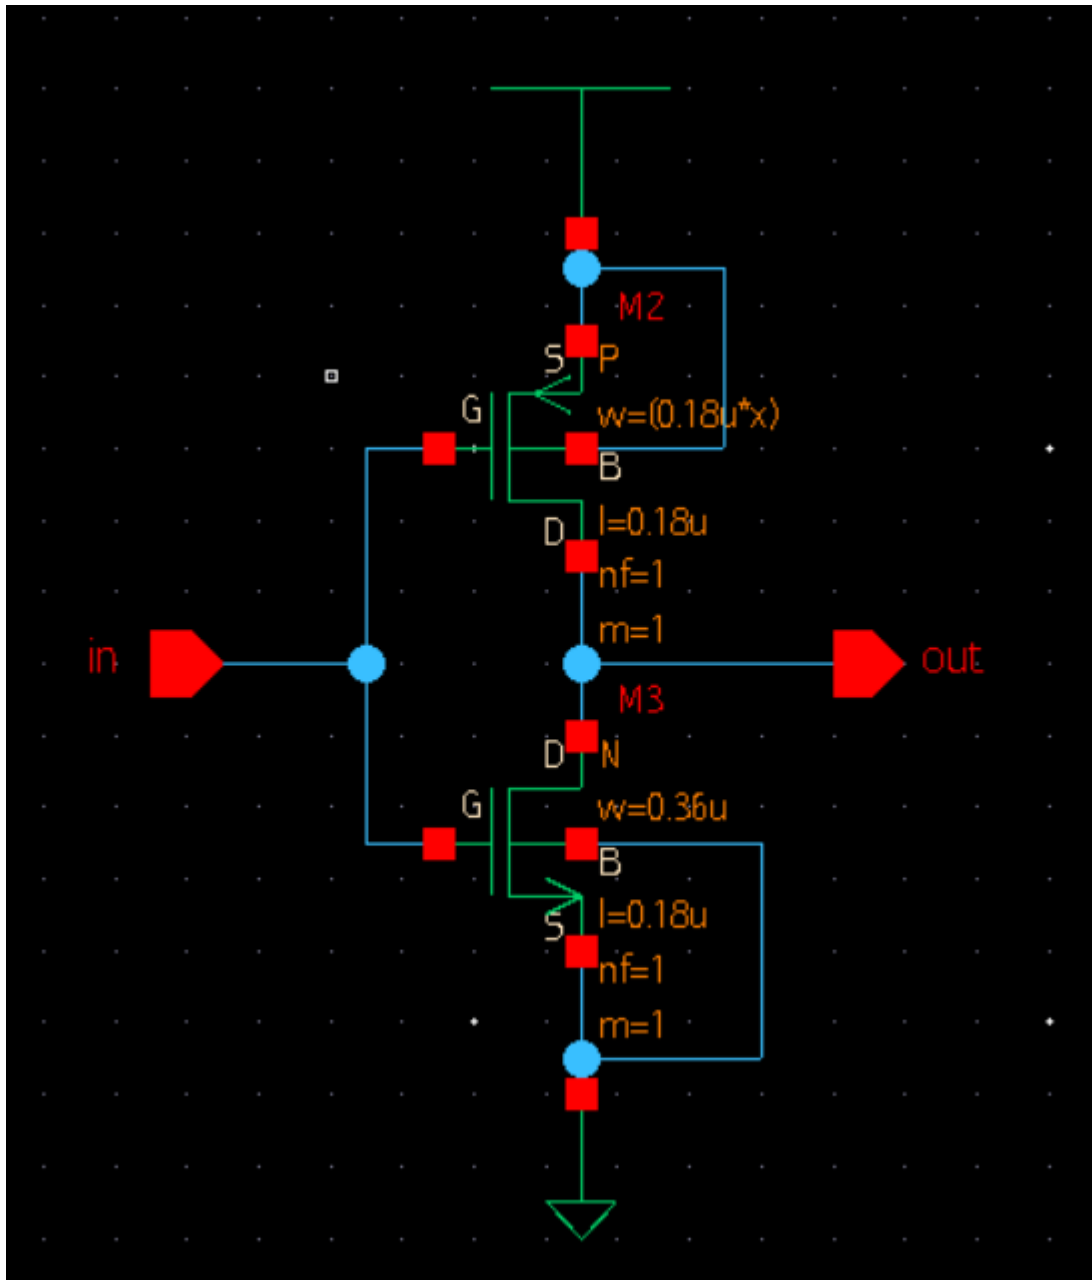 M2
S P
G w=(0.18u*x)
B
D l=0.18u
nf=1
m=1
in out
M3
D N
G w=0.36u
B
S l=0.18u
nf=1
m=1